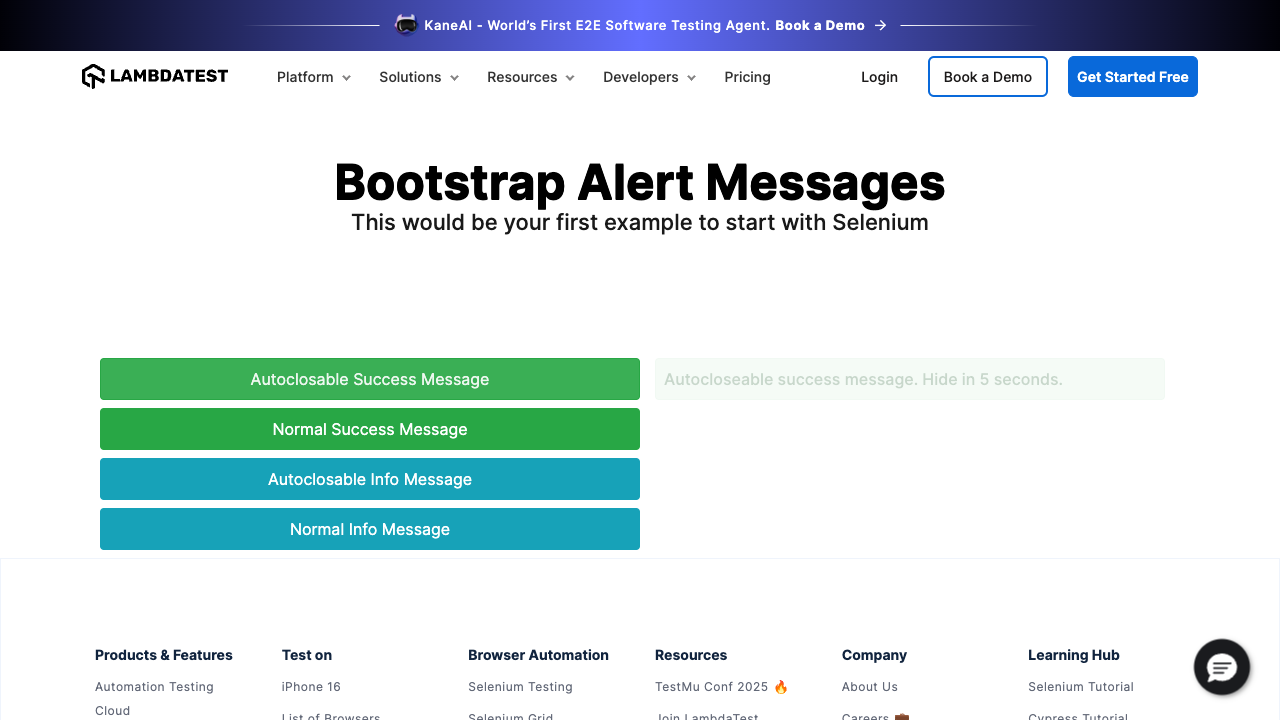 KaneAI - World's First E2E Software Testing Agent. Book a Demo →
LAMBDATEST
Platform
Solutions
Resources
Developers
Pricing
Login
Book a Demo
Get Started Free
Bootstrap Alert Messages
This would be your first example to start with Selenium
Autoclosable Success Message
Autocloseable success message. Hide in 5 seconds.
Normal Success Message
Autoclosable Info Message
Normal Info Message
Products & Features
Test on
Browser Automation
Resources
Company
Learning Hub
Automation Testing Cloud
iPhone 16
Selenium Testing
TestMu Conf 2025 🔥
About Us
Selenium Tutorial
List of Browsers
Selenium Grid
Join LambdaTest
Careers 💼
Cypress Tutorial